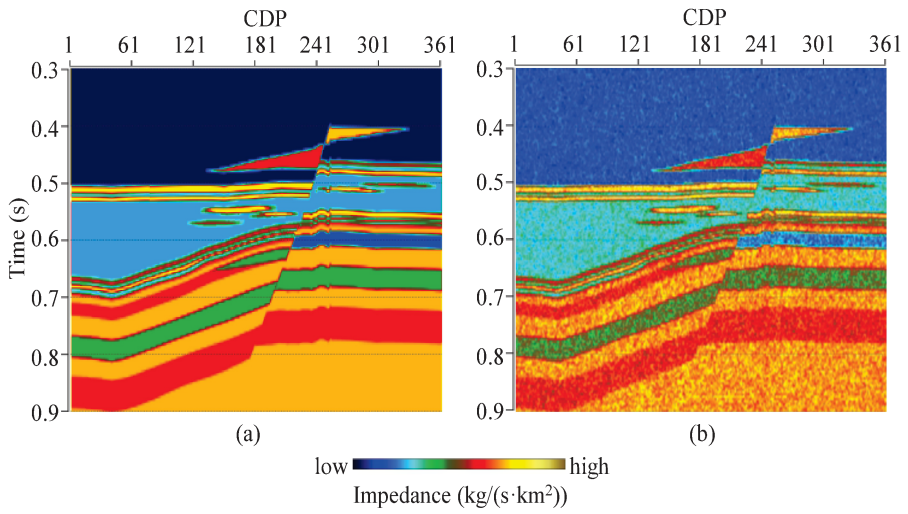 CDP CDP
1 61 121 181 241 301 361 1 61 121 181 241 301 361
0.3 0.3
0.4 0.4
0.5 0.5
Time (s)
0.6 0.6
0.7 0.7
0.8 0.8
0.9 0.9
(a) (b)
low high
Impedance (kg/(s·km²))